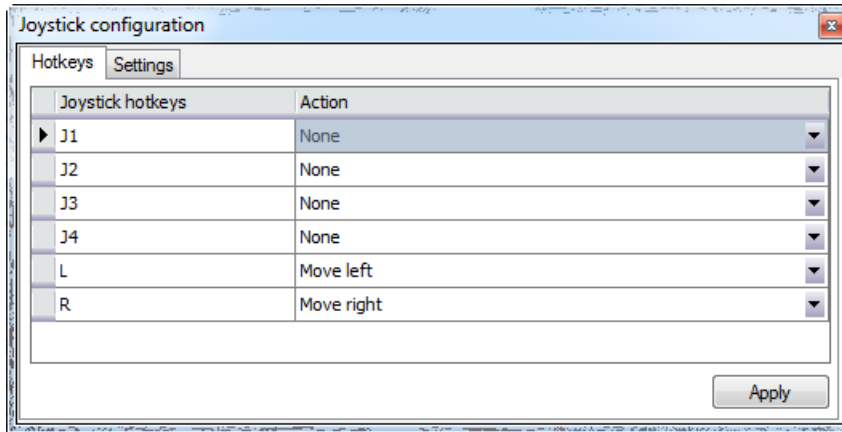 Joystick configuration
Hotkeys Settings
Joystick hotkeys Action
J1 None
J2 None
J3 None
J4 None
L Move left
R Move right
Apply